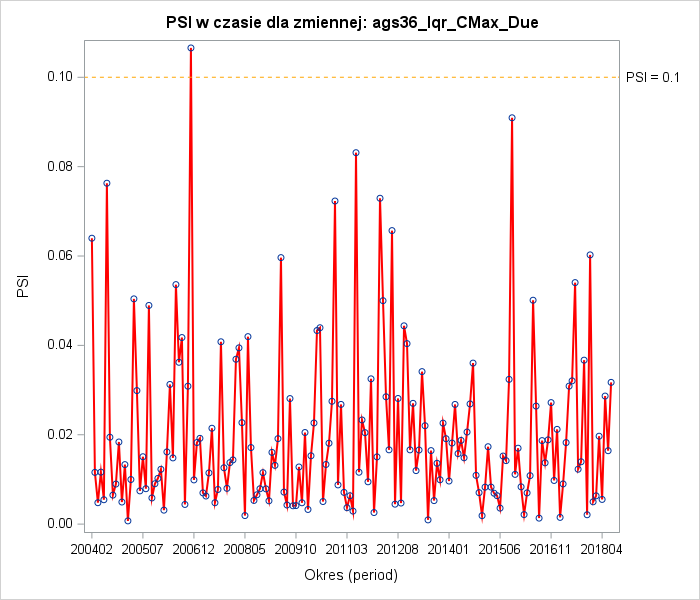 PSI w czasie dla zmiennej: ags36_Iqr_CMax_Due
0.10
PSI = 0.1
0.08
0.06
PSI
0.04
0.02
0.00
200402 200507 200612 200805 200910 201103 201208 201401 201506 201611 201804
Okres (period)